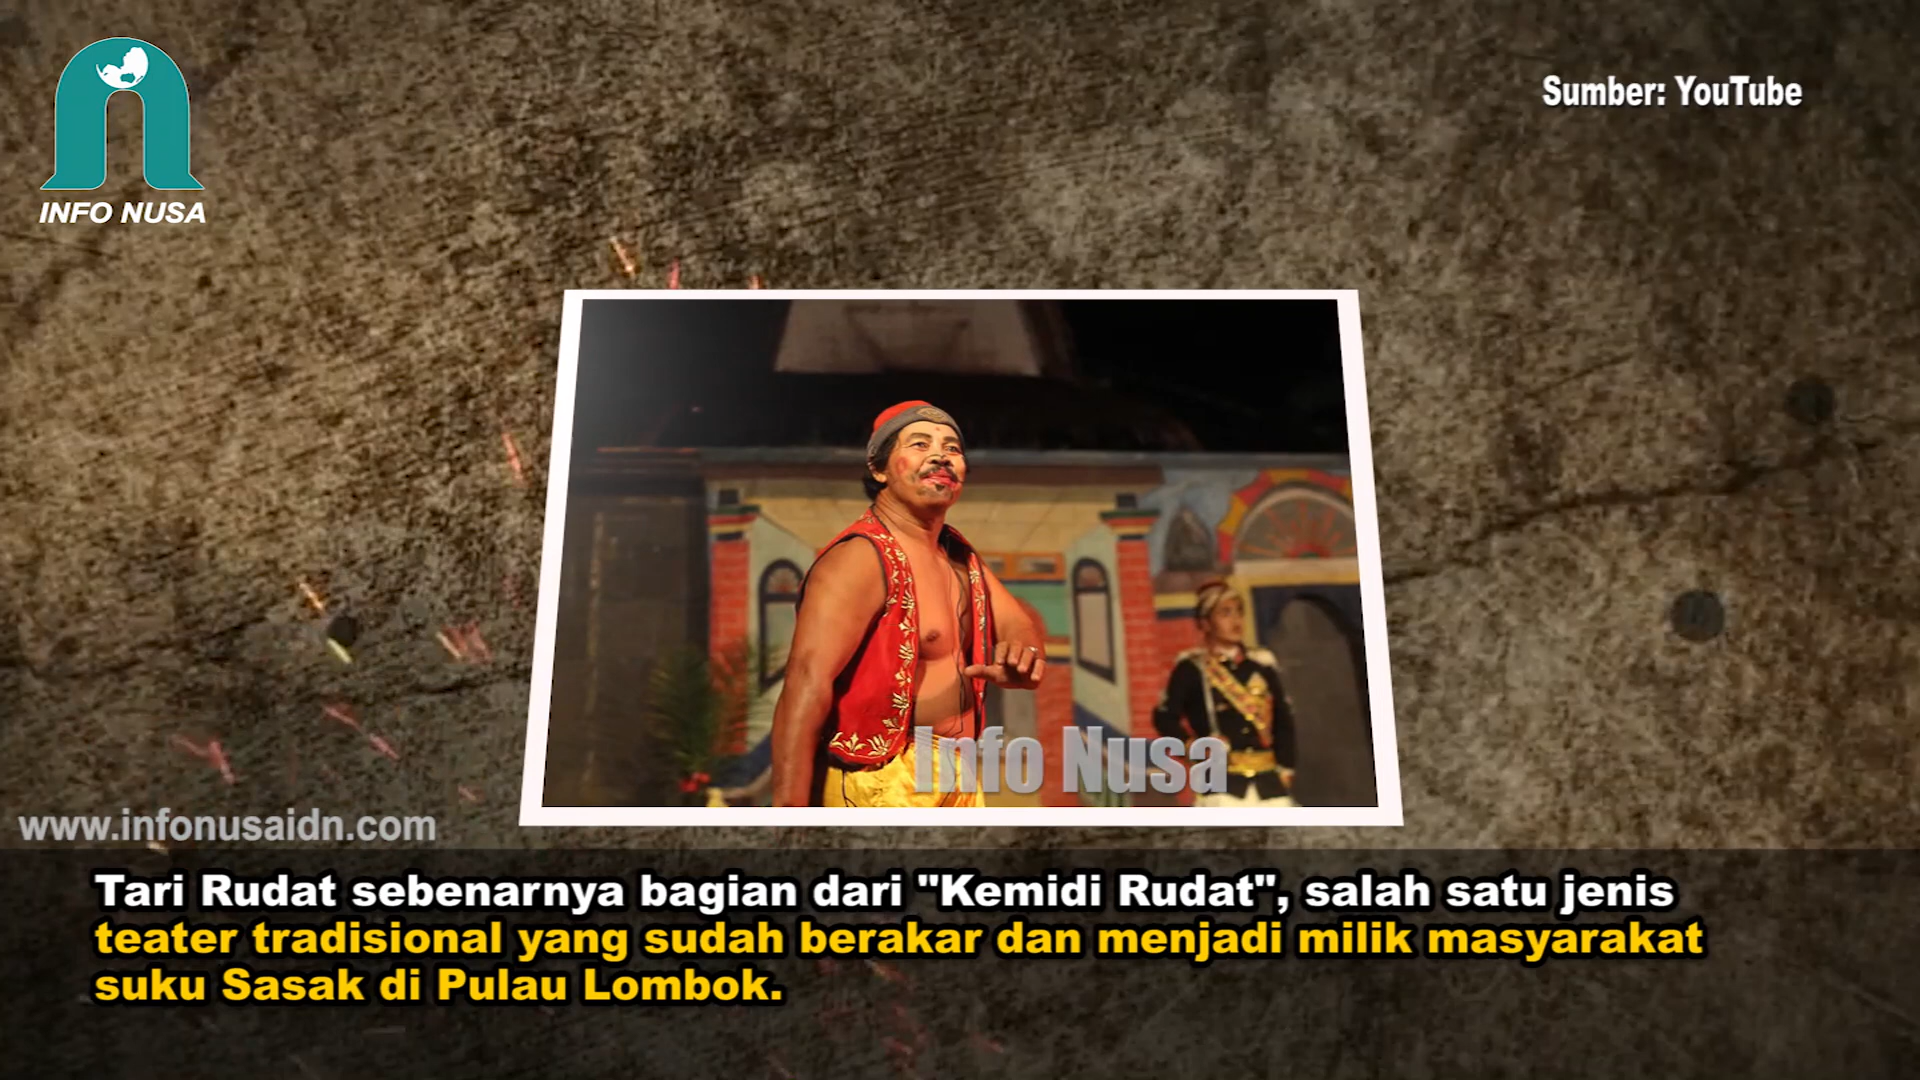 INFO NUSA
Sumber: YouTube
Info Nusa
www.infonusaidn.com
Tari Rudat sebenarnya bagian dari "Kemidi Rudat", salah satu jenis
teater tradisional yang sudah berakar dan menjadi milik masyarakat
suku Sasak di Pulau Lombok.